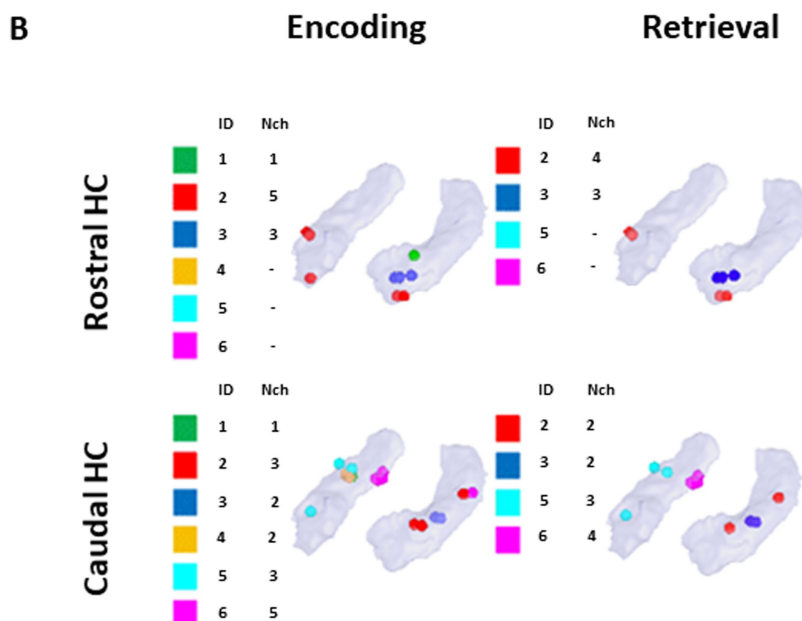 B
Encoding
Retrieval
Rostral HC
ID Nch
1 1
2 5
3 3
4 -
5 -
6 -
ID Nch
2 4
3 3
5 -
6 -
Caudal HC
ID Nch
1 1
2 3
3 2
4 2
5 3
6 5
ID Nch
2 2
3 2
5 3
6 4